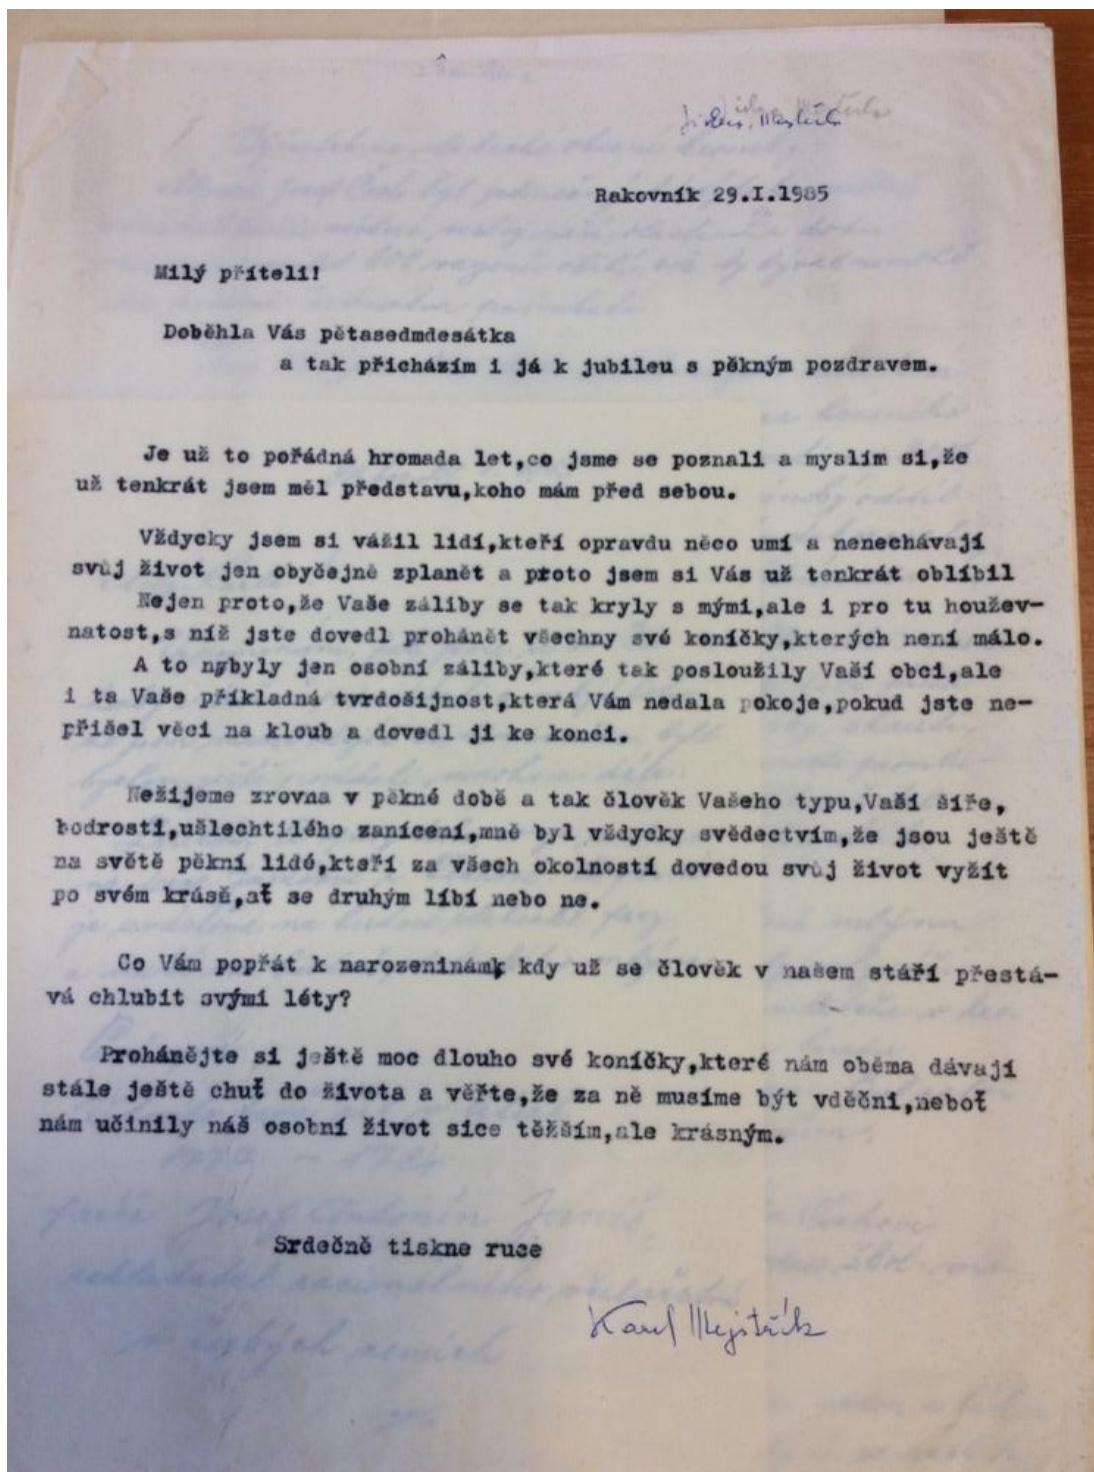 Rakovník 29.I.1985
Milý příteli!
Doběhla Vás pětasedmdesátka
a tak přicházím i já k jubileu s pěkným pozdravem.
Je už to pořádná hromada let,co jsme se poznali a myslím si,že
už tenkrát jsem měl představu,koho mám před sebou.
Vždycky jsem si vážil lidí,kteří opravdu něco umí a nenechávají
svůj život jen obyčejně zplanět a proto jsem si Vás už tenkrát oblíbil
Nejen proto,že Vaše záliby se tak kryly s mými,ale i pro tu houžev-
natost,s níž jste dovedl prohánět všechny své koníčky,kterých není málo.
A to nebyly jen osobní záliby,které tak posloužily Vaší obci,ale
i ta Vaše příkladná tvrdošijnost,která Vám nedala pokoje,pokud jste ne-
přišel věci na kloub a dovedl ji ke konci.
Nežijeme zrovna v pěkné době a tak člověk Vašeho typu,Vaší šíře,
bodrosti,ušlechtilého zanícení,mně byl vždycky svědectvím,že jsou ještě
na světě pěkní lidé,kteří za všech okolností dovedou svůj život vyžít
po svém krásě,ať se druhým líbí nebo ne.
Co Vám popřát k narozeninám, kdy už se člověk v našem stáří přestá-
vá chlubit svými léty?
Prohánějte si ještě moc dlouho své koníčky,které nám oběma dávají
stále ještě chuť do života a věřte,že za ně musíme být vděčni,neboť
nám učinily náš osobní život sice těžším,ale krásným.
Srdečně tiskne ruce
Karel Mejstřík